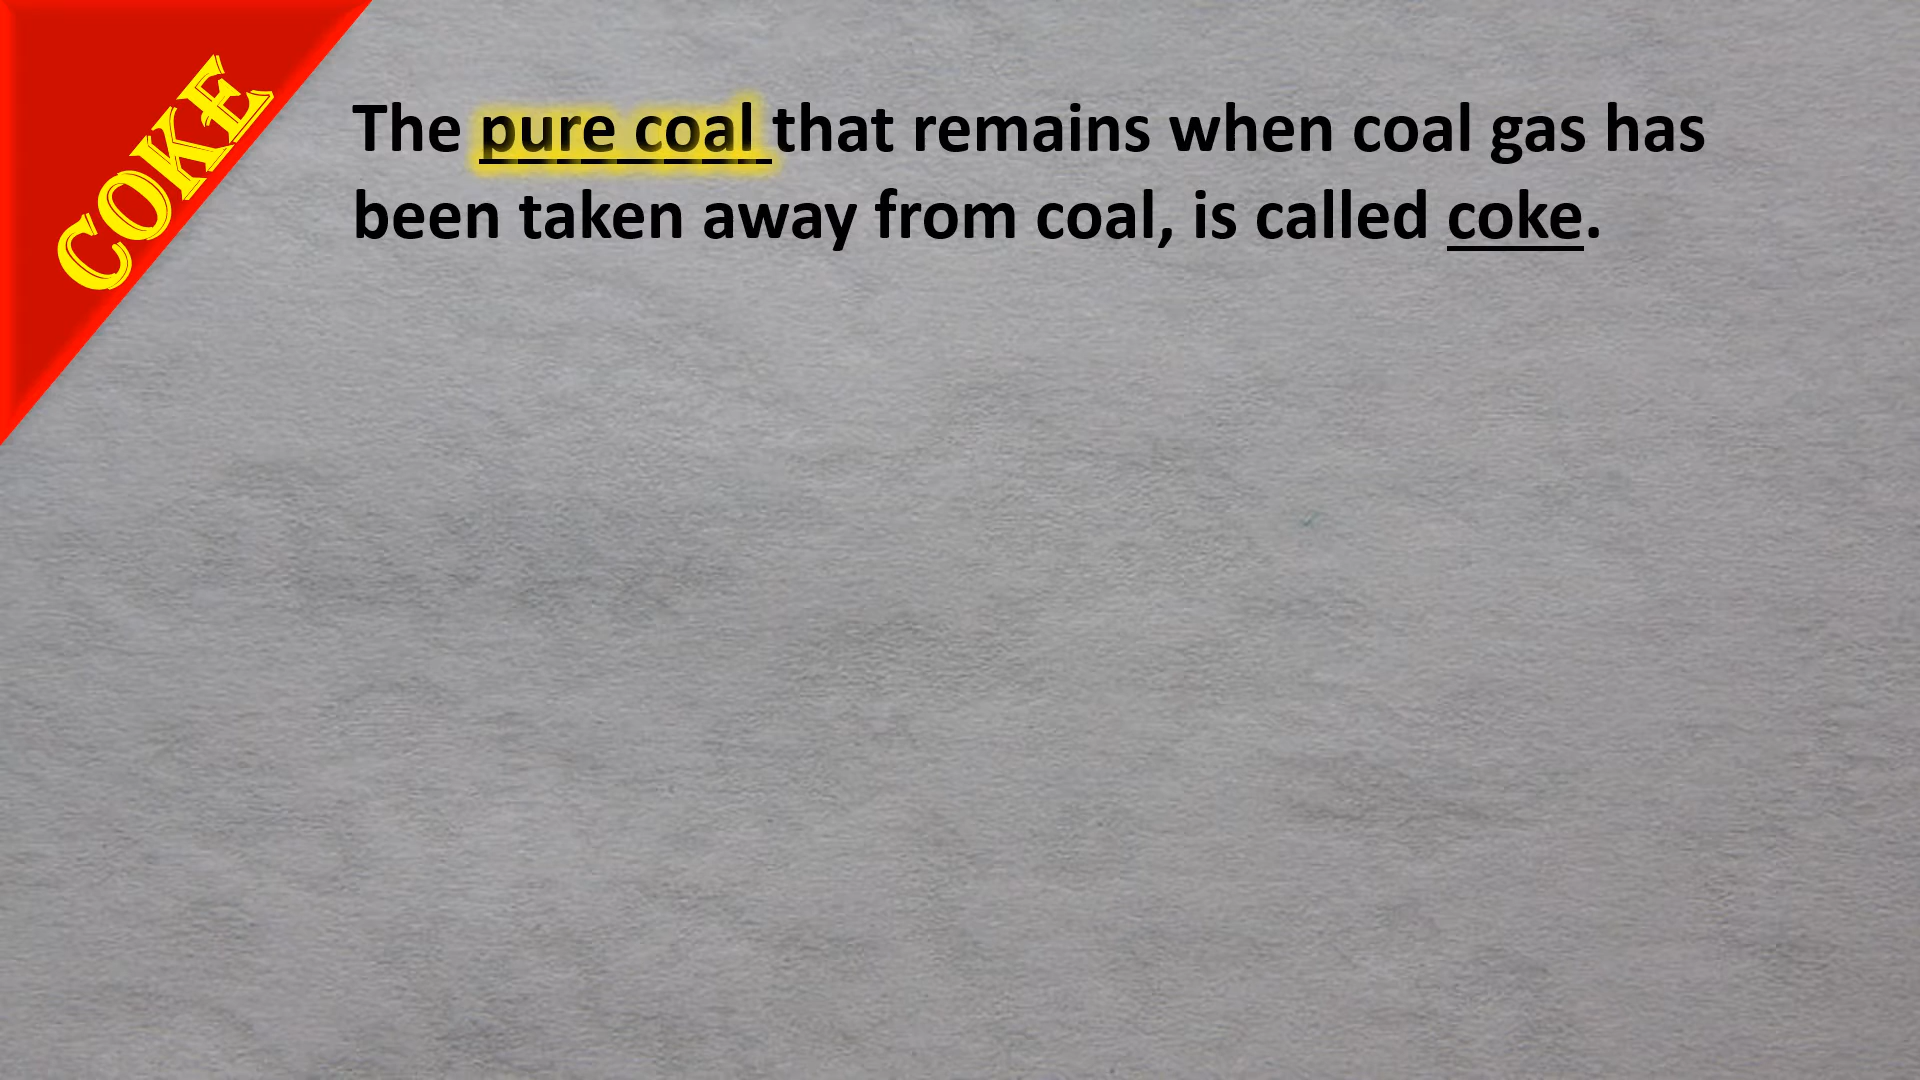 COKE
The pure coal that remains when coal gas has
been taken away from coal, is called coke.